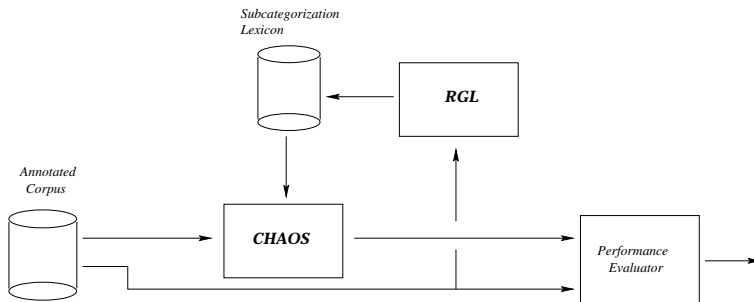 Subcategorization
Lexicon
RGL
Annotated
Corpus
CHAOS
Performance
Evaluator